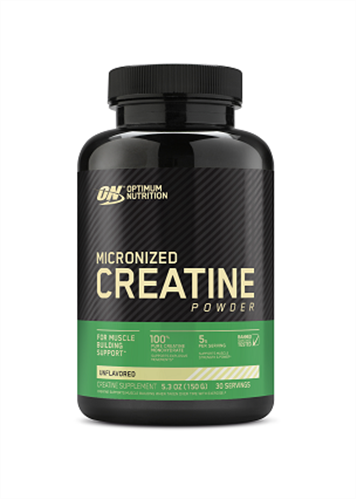 ON OPTIMUM
NUTRITION
MICRONIZED
CREATINE
POWDER
FOR MUSCLE
BUILDING
SUPPORT*
100%
PURE CREATINE
MONOHYDRATE
5g
PER SERVING
UNFLAVORED
CREATINE SUPPLEMENT
5.3 OZ (150 G)
30 SERVINGS